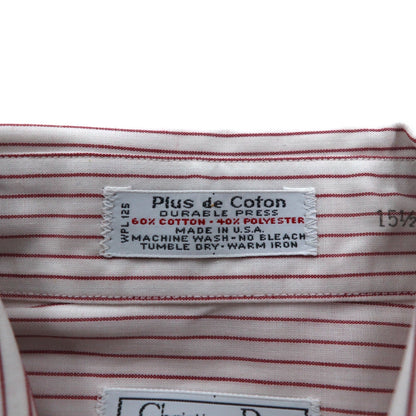 Plus de Coton
DURABLE PRESS
60% COTTON - 40% POLYESTER
MADE IN U.S.A.
MACHINE WASH - NO BLEACH
TUMBLE DRY - WARM IRON
WPL 125
15½